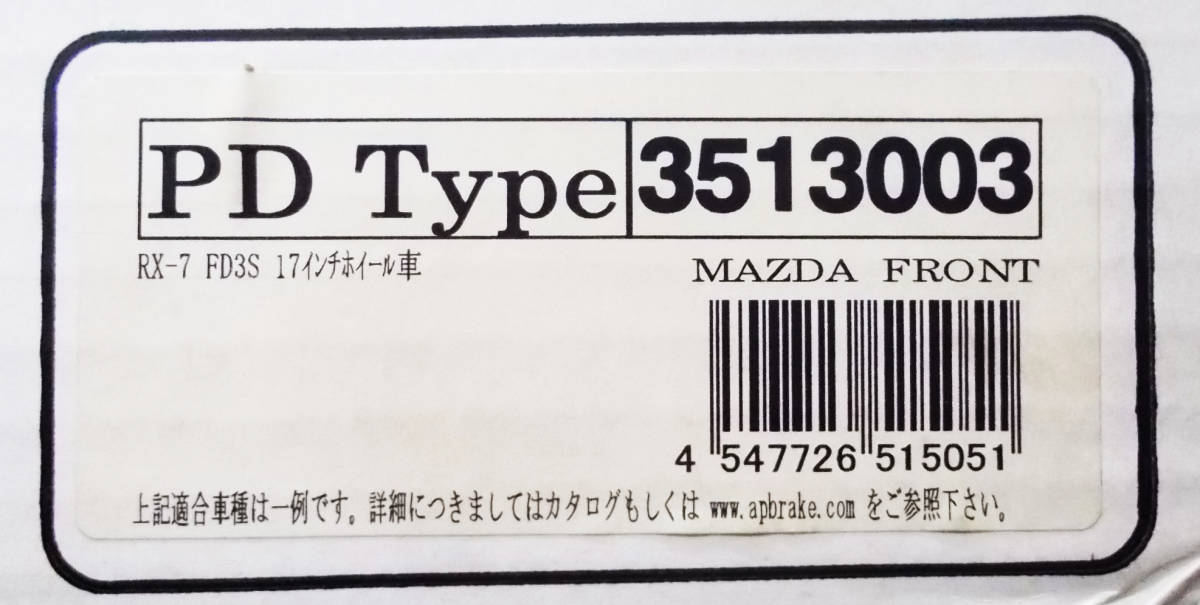 PD Type 3513003
RX-7 FD3S 17インチホイール車
MAZDA FRONT
4 547726 515051
上記適合車種は一例です。詳細につきましてはカタログもしくは www.apbrake.com をご参照下さい。